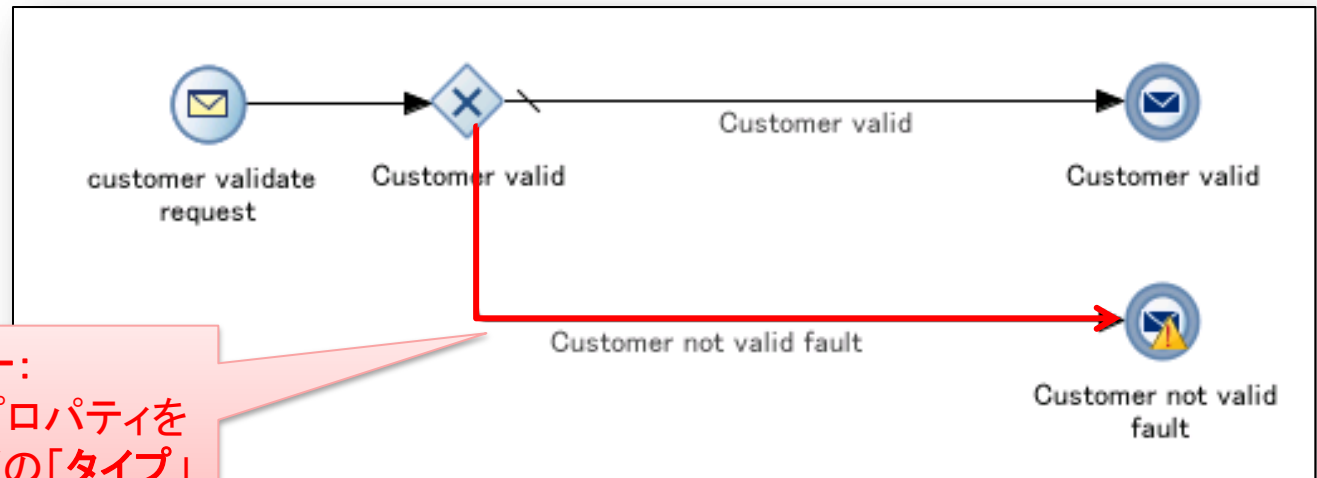 Customer valid
customer validate
request
Customer valid
Customer valid
Customer not valid fault
Customer not valid
fault
ー:
プロパティを
の「タイプ」